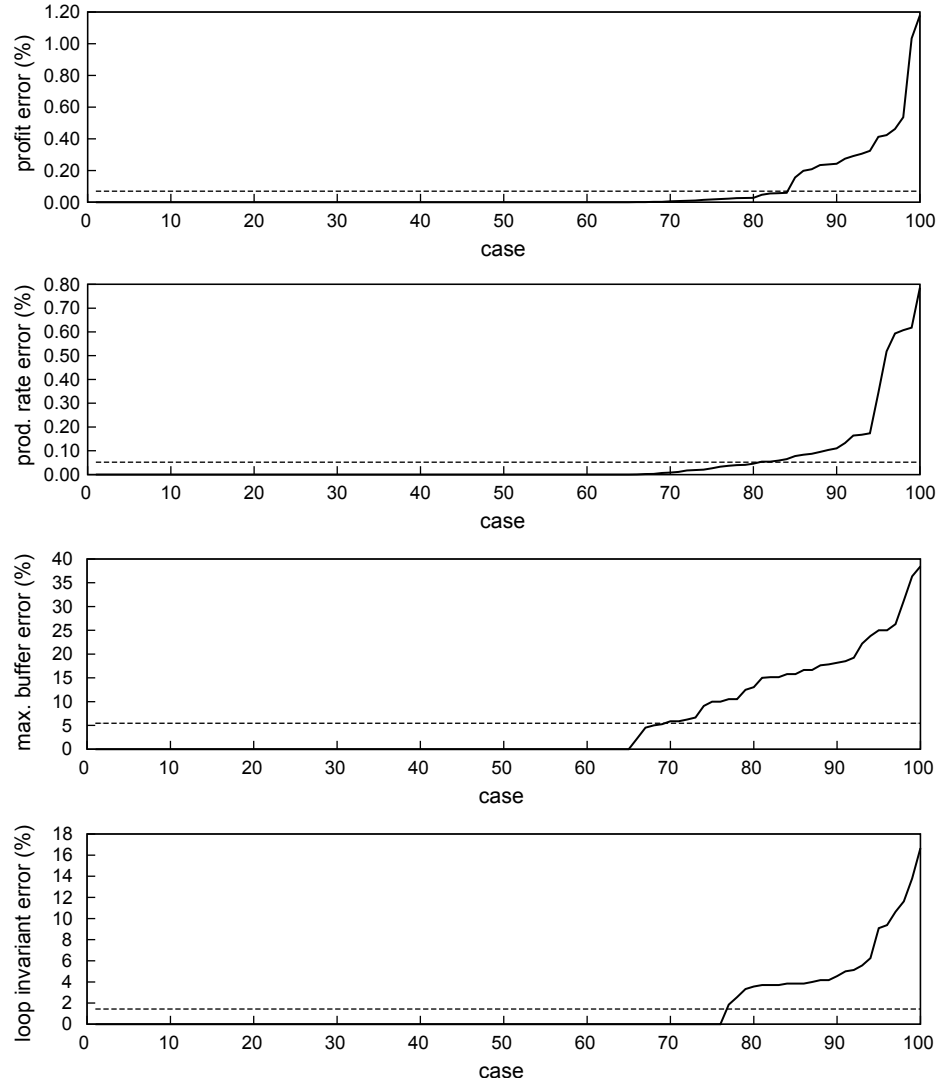 profit error (%)
1.20
1.00
0.80
0.60
0.40
0.20
0.00
0 10 20 30 40 50 60 70 80 90 100
case
prod. rate error (%)
0.80
0.70
0.60
0.50
0.40
0.30
0.20
0.10
0.00
0 10 20 30 40 50 60 70 80 90 100
case
max. buffer error (%)
40
35
30
25
20
15
10
5
0
0 10 20 30 40 50 60 70 80 90 100
case
loop invariant error (%)
18
16
14
12
10
8
6
4
2
0
0 10 20 30 40 50 60 70 80 90 100
case